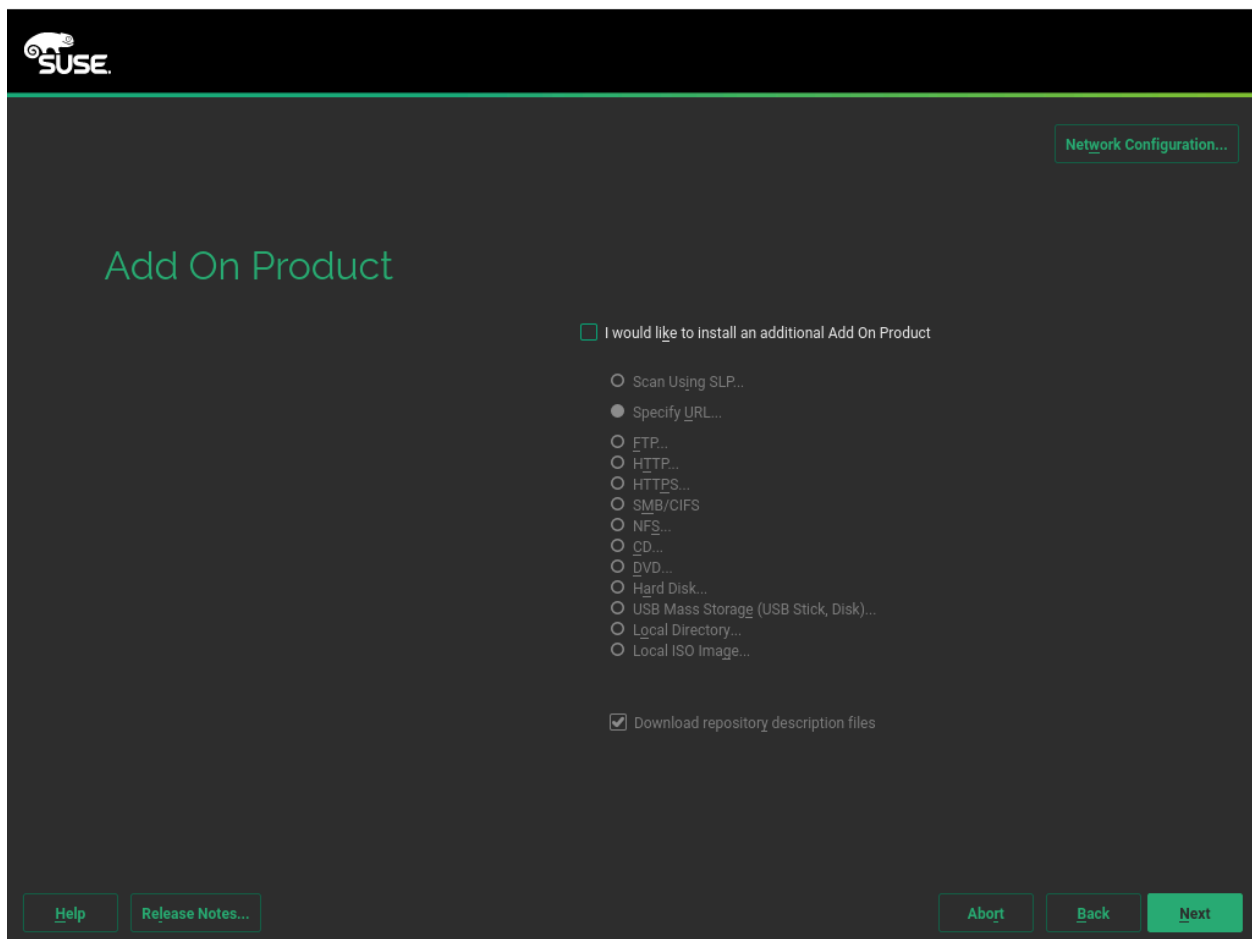 SUSE.
Network Configuration...
Add On Product
I would like to install an additional Add On Product
Scan Using SLP...
Specify URL...
FTP...
HTTP...
HTTPS...
SMB/CIFS
NFS...
CD...
DVD...
Hard Disk...
USB Mass Storage (USB Stick, Disk)...
Local Directory...
Local ISO Image...
Download repository description files
Help Release Notes... Abort Back Next